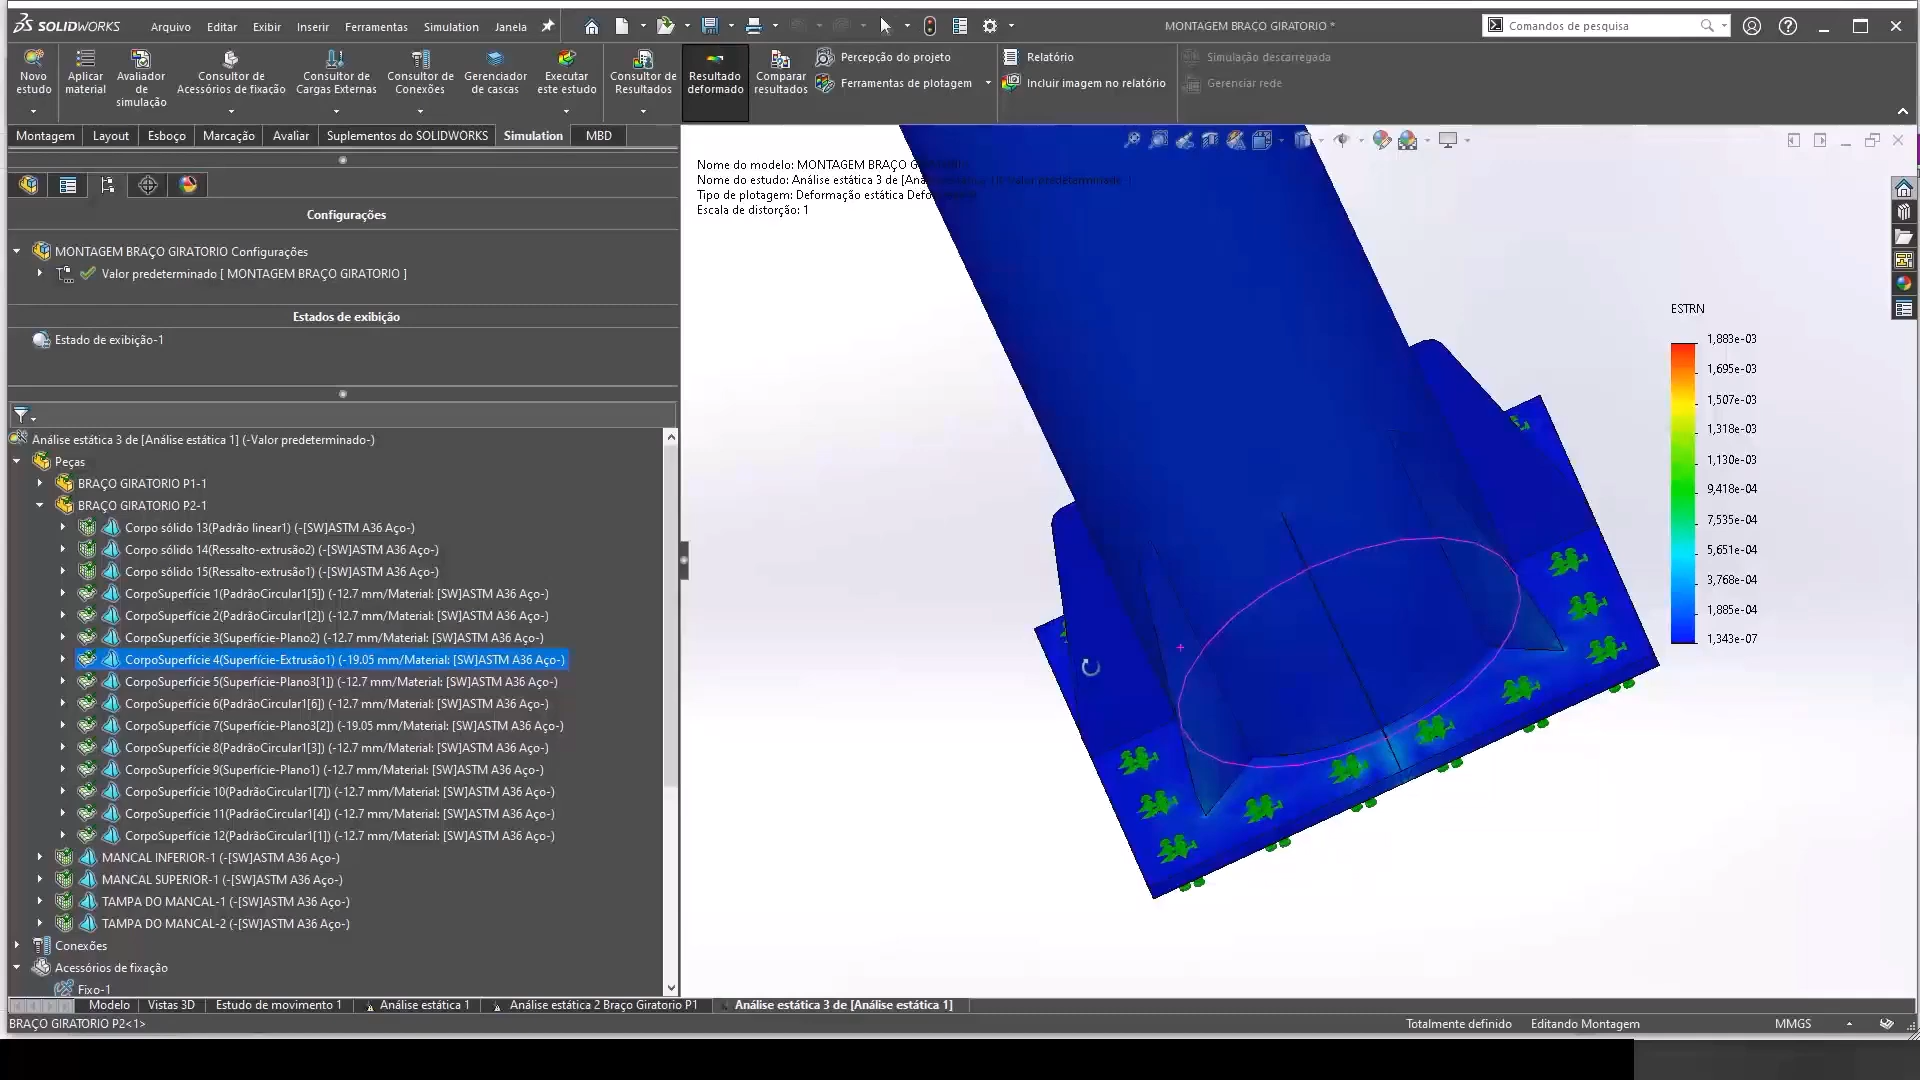 SOLIDWORKS
Arquivo Editar Exibir Inserir Ferramentas Simulation Janela
MONTAGEM BRAÇO GIRATORIO *
Comandos de pesquisa
Novo estudo
Aplicar material
Avaliador de simulação
Consultor de Acessórios de fixação
Consultor de Cargas Externas
Consultor de Conexões
Gerenciador de cascas
Executar este estudo
Consultor de Resultados
Resultado deformado
Comparar resultados
Percepção do projeto
Ferramentas de plotagem
Relatório
Incluir imagem no relatório
Simulação descarregada
Gerenciar rede
Montagem Layout Esboço Marcação Avaliar Suplementos do SOLIDWORKS Simulation MBD
Configurações
MONTAGEM BRAÇO GIRATORIO Configurações
Valor predeterminado [ MONTAGEM BRAÇO GIRATORIO ]
Estados de exibição
Estado de exibição-1
Análise estática 3 de [Análise estática 1] (-Valor predeterminado-)
Peças
BRAÇO GIRATORIO P1-1
BRAÇO GIRATORIO P2-1
Corpo sólido 13(Padrão linear1) (-[SW]ASTM A36 Aço-)
Corpo sólido 14(Ressalto-extrusão2) (-[SW]ASTM A36 Aço-)
Corpo sólido 15(Ressalto-extrusão1) (-[SW]ASTM A36 Aço-)
CorpoSuperfície 1(PadrãoCircular1[5]) (-12.7 mm/Material: [SW]ASTM A36 Aço-)
CorpoSuperfície 2(PadrãoCircular1[2]) (-12.7 mm/Material: [SW]ASTM A36 Aço-)
CorpoSuperfície 3(Superfície-Plano2) (-12.7 mm/Material: [SW]ASTM A36 Aço-)
CorpoSuperfície 4(Superfície-Extrusão1) (-19.05 mm/Material: [SW]ASTM A36 Aço-)
CorpoSuperfície 5(Superfície-Plano3[1]) (-12.7 mm/Material: [SW]ASTM A36 Aço-)
CorpoSuperfície 6(PadrãoCircular1[6]) (-12.7 mm/Material: [SW]ASTM A36 Aço-)
CorpoSuperfície 7(Superfície-Plano3[2]) (-19.05 mm/Material: [SW]ASTM A36 Aço-)
CorpoSuperfície 8(PadrãoCircular1[3]) (-12.7 mm/Material: [SW]ASTM A36 Aço-)
CorpoSuperfície 9(Superfície-Plano1) (-12.7 mm/Material: [SW]ASTM A36 Aço-)
CorpoSuperfície 10(PadrãoCircular1[7]) (-12.7 mm/Material: [SW]ASTM A36 Aço-)
CorpoSuperfície 11(PadrãoCircular1[4]) (-12.7 mm/Material: [SW]ASTM A36 Aço-)
CorpoSuperfície 12(PadrãoCircular1[1]) (-12.7 mm/Material: [SW]ASTM A36 Aço-)
MANCAL INFERIOR-1 (-[SW]ASTM A36 Aço-)
MANCAL SUPERIOR-1 (-[SW]ASTM A36 Aço-)
TAMPA DO MANCAL-1 (-[SW]ASTM A36 Aço-)
TAMPA DO MANCAL-2 (-[SW]ASTM A36 Aço-)
Conexões
Acessórios de fixação
Fixo-1
Nome do modelo: MONTAGEM BRAÇO
Nome do estudo: Análise estática 3 de
Tipo de plotagem: Deformação estática
Escala de distorção: 1
ESTRN
1,883e-03
1,695e-03
1,507e-03
1,318e-03
1,130e-03
9,418e-04
7,535e-04
5,651e-04
3,768e-04
1,885e-04
1,343e-07
Modelo Vistas 3D Estudo de movimento 1 Análise estática 1 Análise estática 2 Braço Giratorio P1 Análise estática 3 de [Análise estática 1]
BRAÇO GIRATORIO P2<1>
Totalmente definido Editando Montagem MMGS